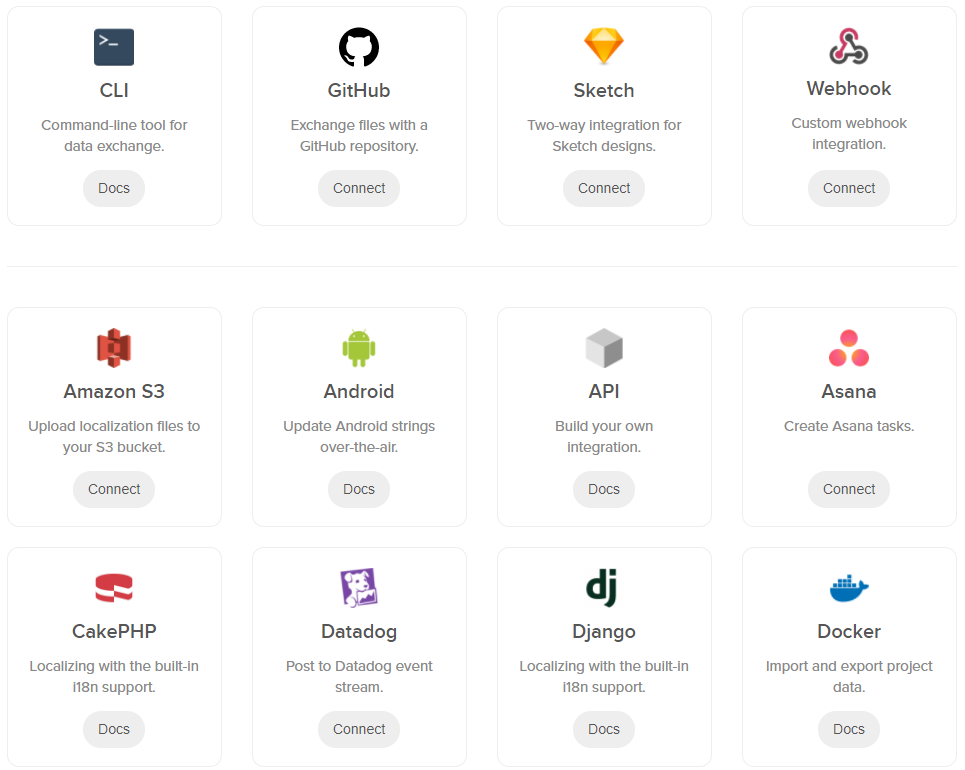 CLI
Command-line tool for
data exchange.
Docs
GitHub
Exchange files with a
GitHub repository.
Connect
Sketch
Two-way integration for
Sketch designs.
Connect
Webhook
Custom webhook
integration.
Connect
Amazon S3
Upload localization files to
your S3 bucket.
Connect
Android
Update Android strings
over-the-air.
Docs
API
Build your own
integration.
Docs
Asana
Create Asana tasks.
Connect
CakePHP
Localizing with the built-in
i18n support.
Docs
Datadog
Post to Datadog event
stream.
Connect
dj
Django
Localizing with the built-in
i18n support.
Docs
Docker
Import and export project
data.
Docs